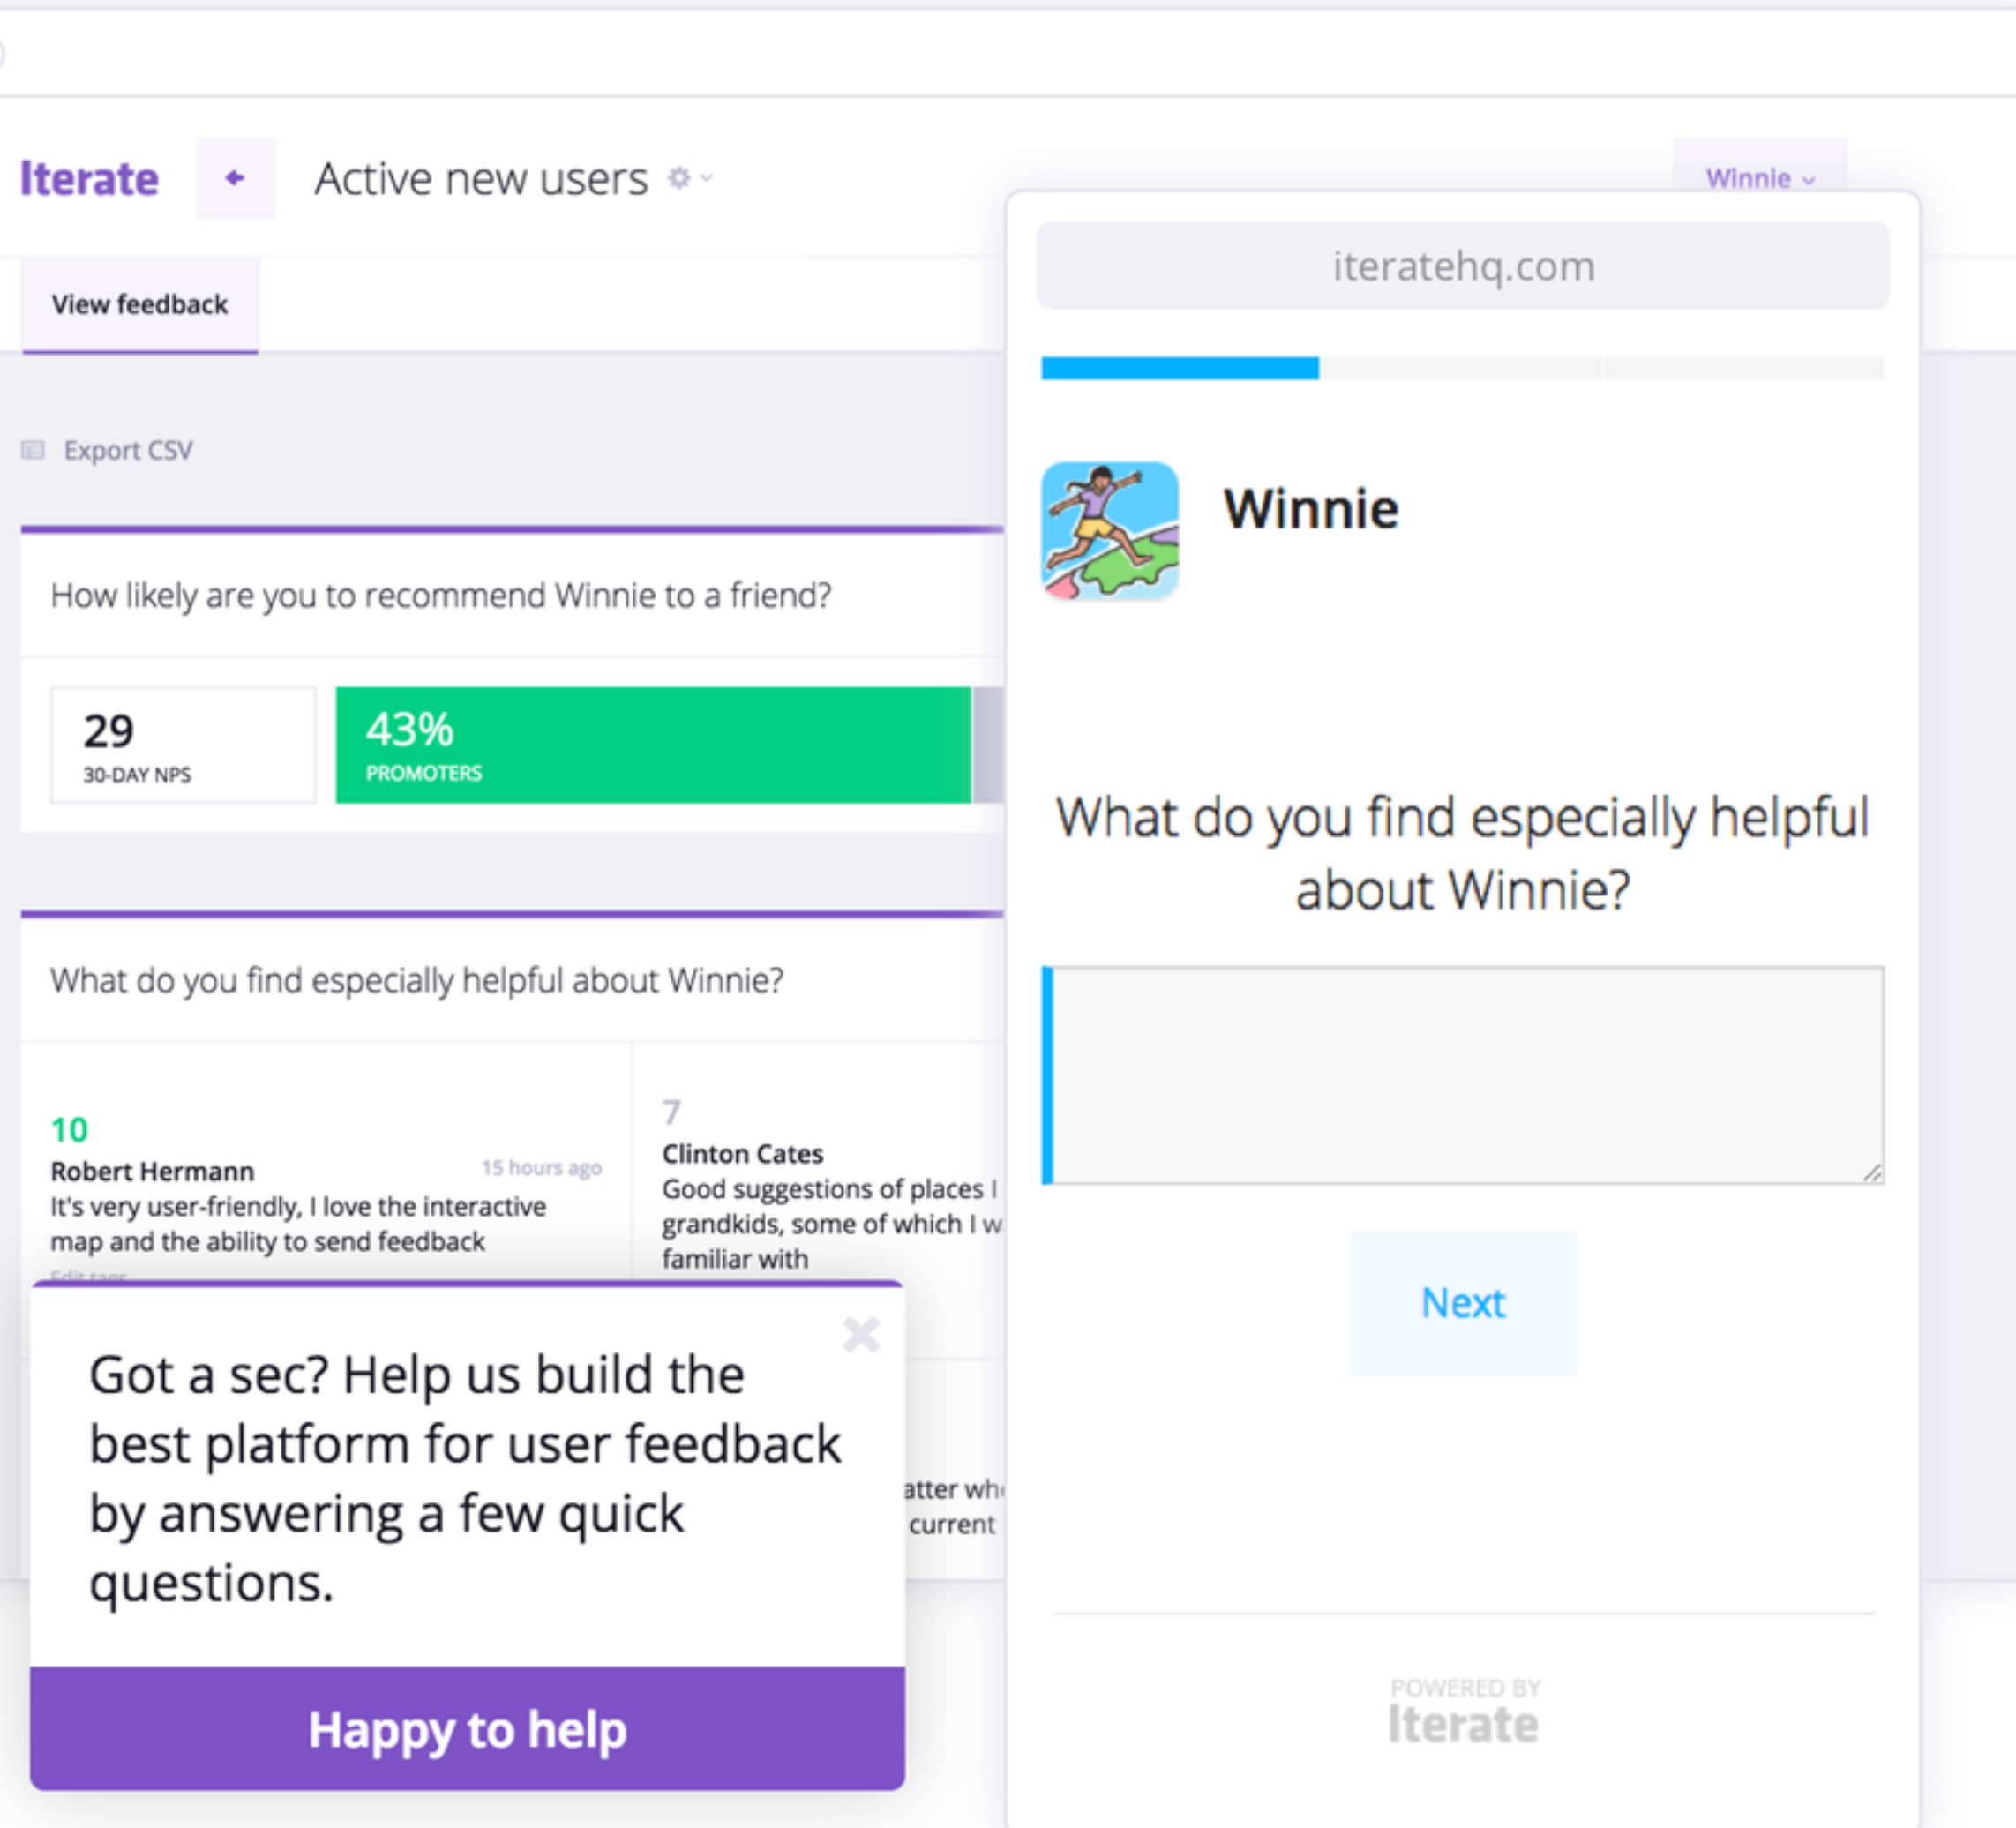 Iterate
Active new users
Winnie
View feedback
Export CSV
How likely are you to recommend Winnie to a friend?
29
30-DAY NPS
43%
PROMOTERS
What do you find especially helpful about Winnie?
10
Robert Hermann
15 hours ago
It's very user-friendly, I love the interactive
map and the ability to send feedback
Edit tags
7
Clinton Cates
Good suggestions of places I
grandkids, some of which I w
familiar with
atter wh
current
Got a sec? Help us build the
best platform for user feedback
by answering a few quick
questions.
Happy to help
iteratehq.com
Winnie
What do you find especially helpful
about Winnie?
Next
POWERED BY
Iterate